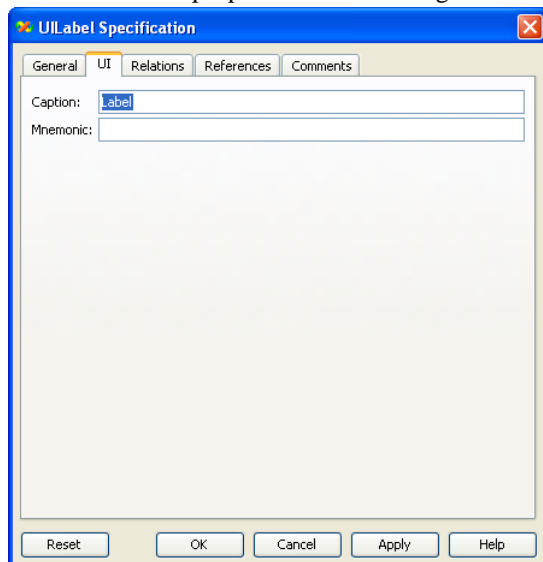 UILabel Specification
General UI Relations References Comments
Caption: Label
Mnemonic:
Reset OK Cancel Apply Help